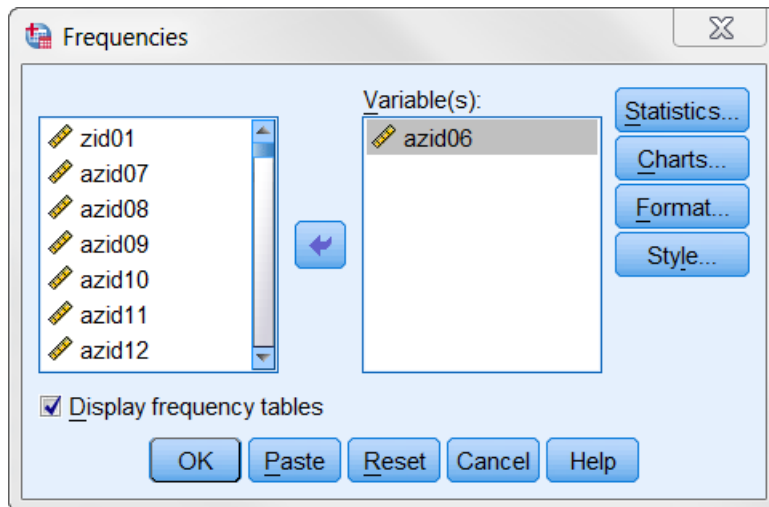 Frequencies
Variable(s):
zid01
azid07
azid08
azid09
azid10
azid11
azid12
azid06
Statistics...
Charts...
Format...
Style...
Display frequency tables
OK Paste Reset Cancel Help